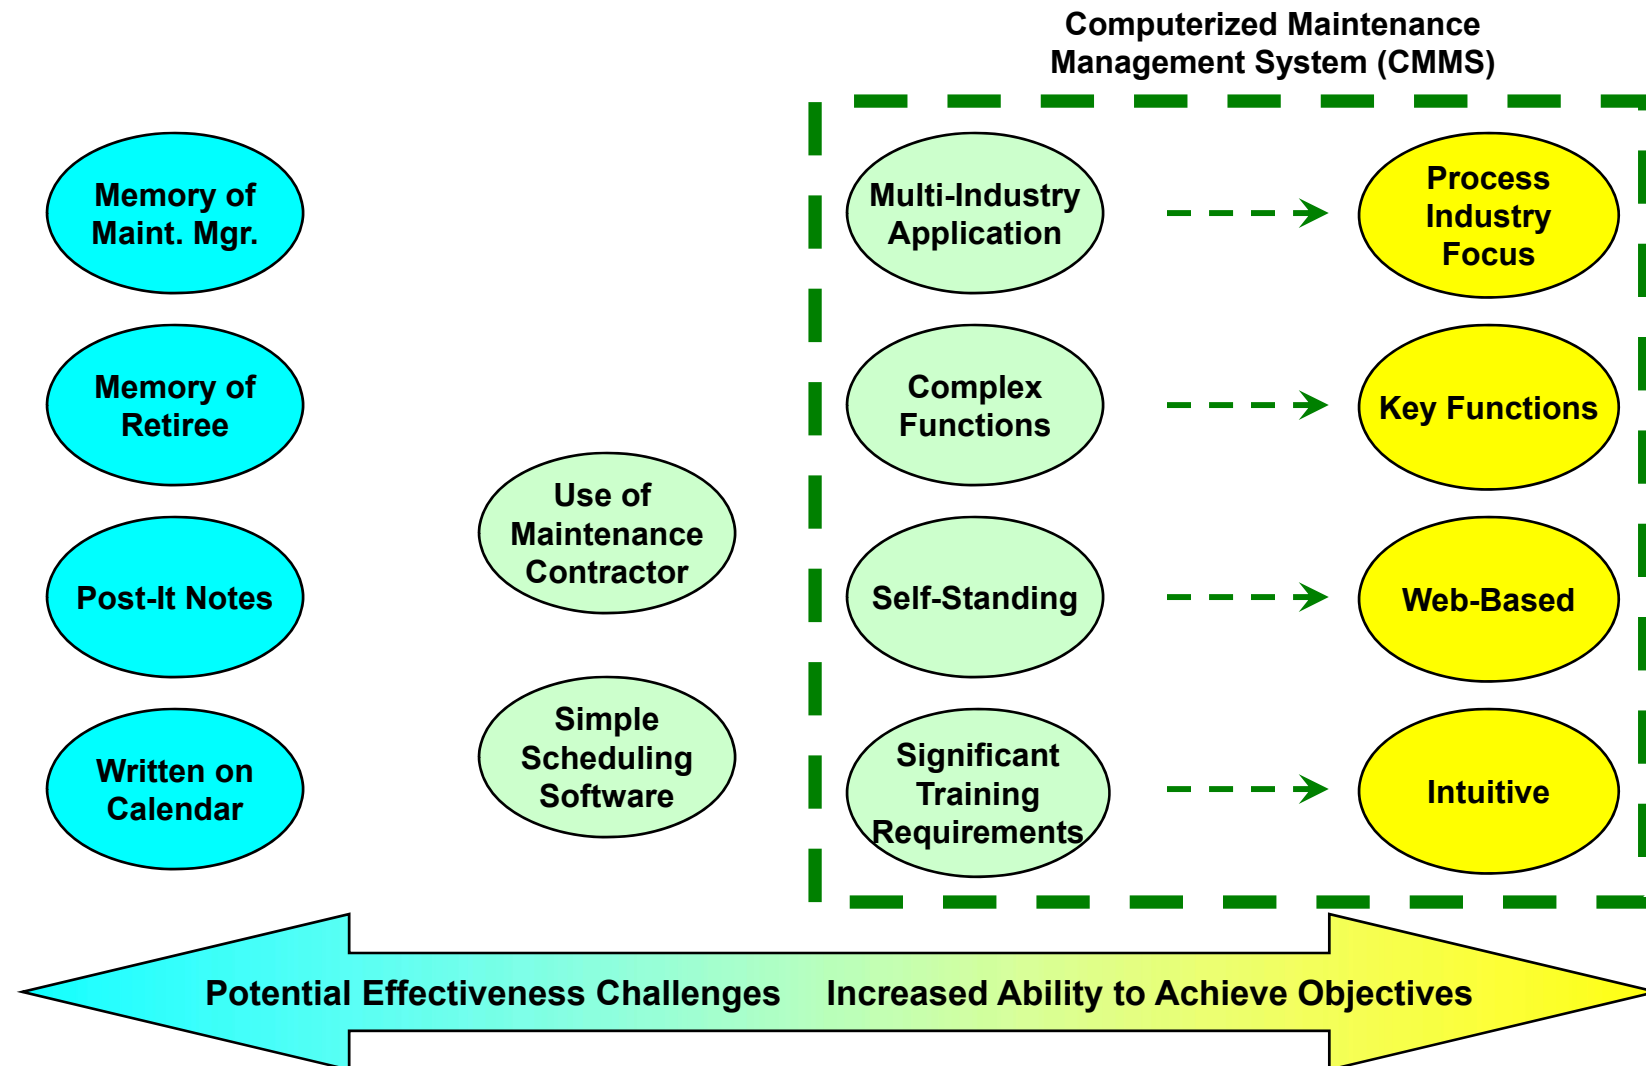 Computerized Maintenance
Management System (CMMS)
Memory of
Maint. Mgr.
Memory of
Retiree
Post-It Notes
Written on
Calendar
Use of
Maintenance
Contractor
Simple
Scheduling
Software
Multi-Industry
Application
Complex
Functions
Self-Standing
Significant
Training
Requirements
Process
Industry
Focus
Key Functions
Web-Based
Intuitive
Potential Effectiveness Challenges
Increased Ability to Achieve Objectives